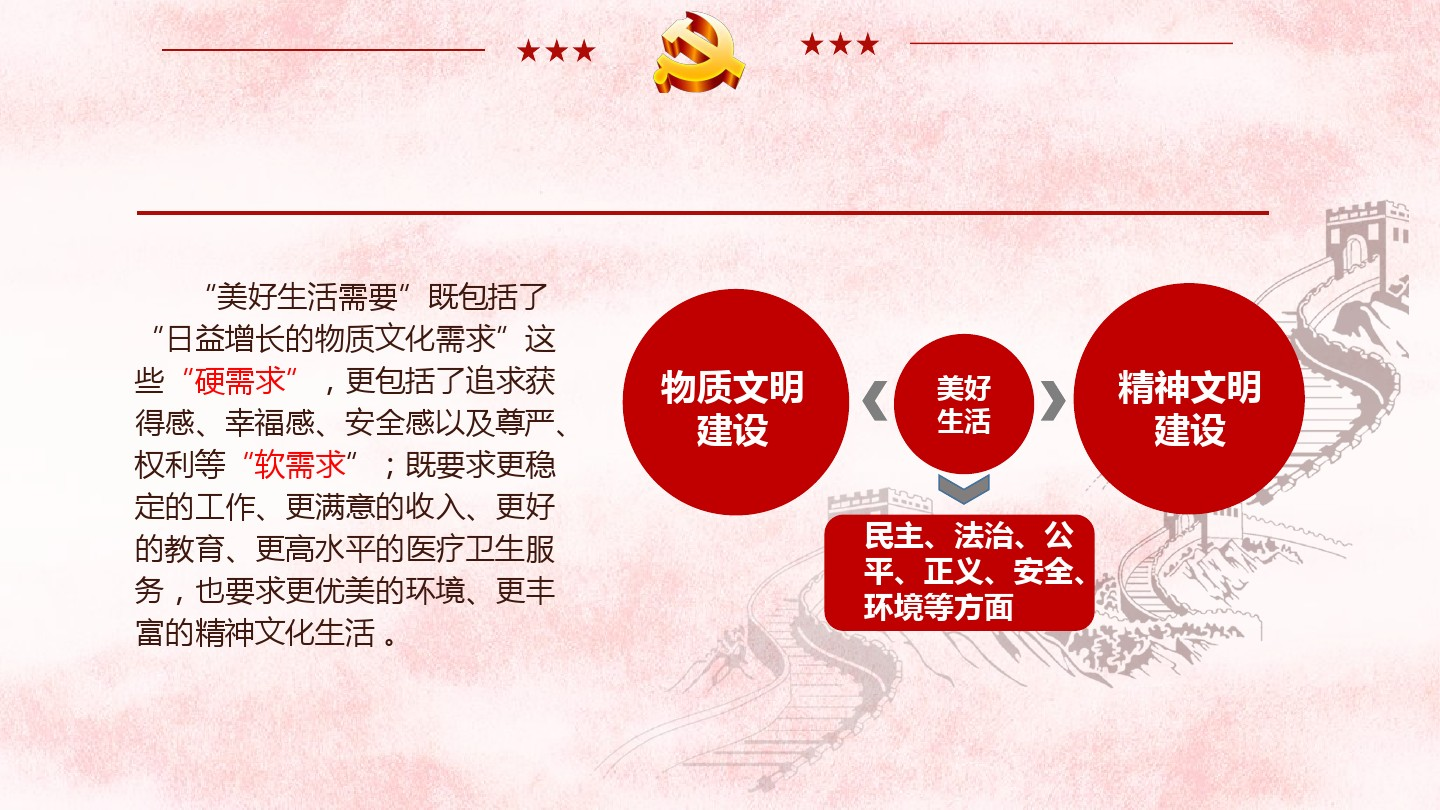 “美好生活需要”既包括了
“日益增长的物质文化需求”这
些“硬需求”，更包括了追求获
得感、幸福感、安全感以及尊严、
权利等“软需求”；既要求更稳
定的工作、更满意的收入、更好
的教育、更高水平的医疗卫生服
务，也要求更优美的环境、更丰
富的精神文化生活 。
物质文明
建设
美好
生活
精神文明
建设
民主、法治、公
平、正义、安全、
环境等方面